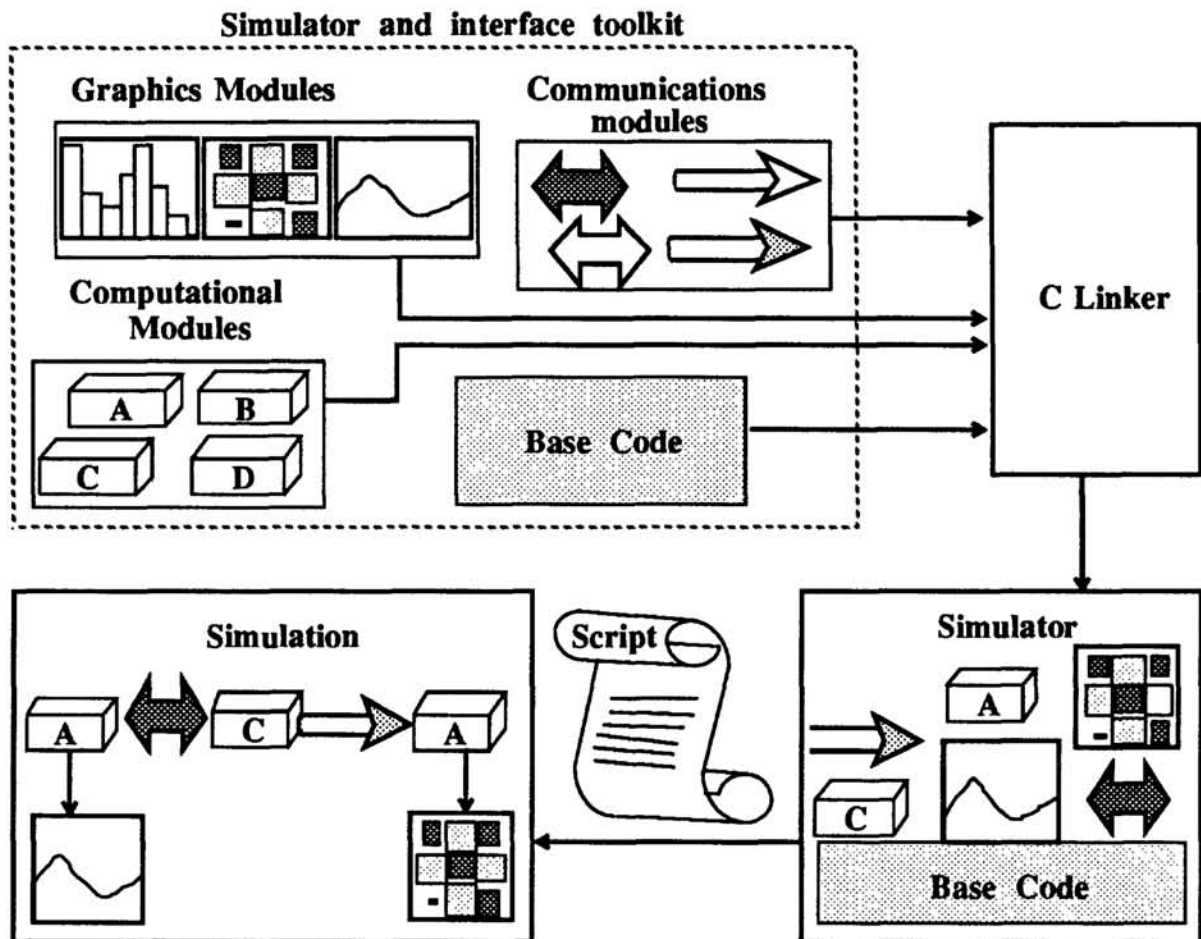 Simulator and interface toolkit
Graphics Modules
Communications
modules
Computational
Modules
A
B
C
D
Base Code
C Linker
Simulation
A
C
A
Script
Simulator
A
C
Base Code